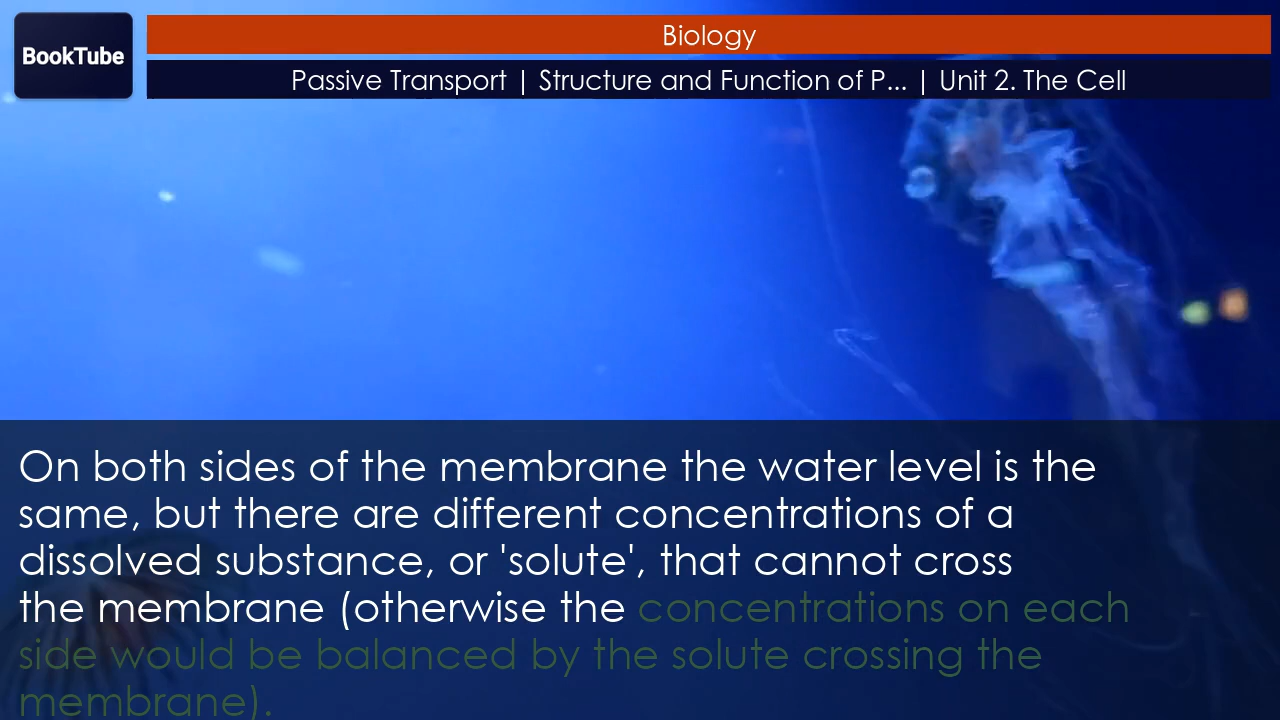 BookTube
Biology
Passive Transport | Structure and Function of P... | Unit 2. The Cell
On both sides of the membrane the water level is the
same, but there are different concentrations of a
dissolved substance, or 'solute', that cannot cross
the membrane (otherwise the concentrations on each
side would be balanced by the solute crossing the
membrane).